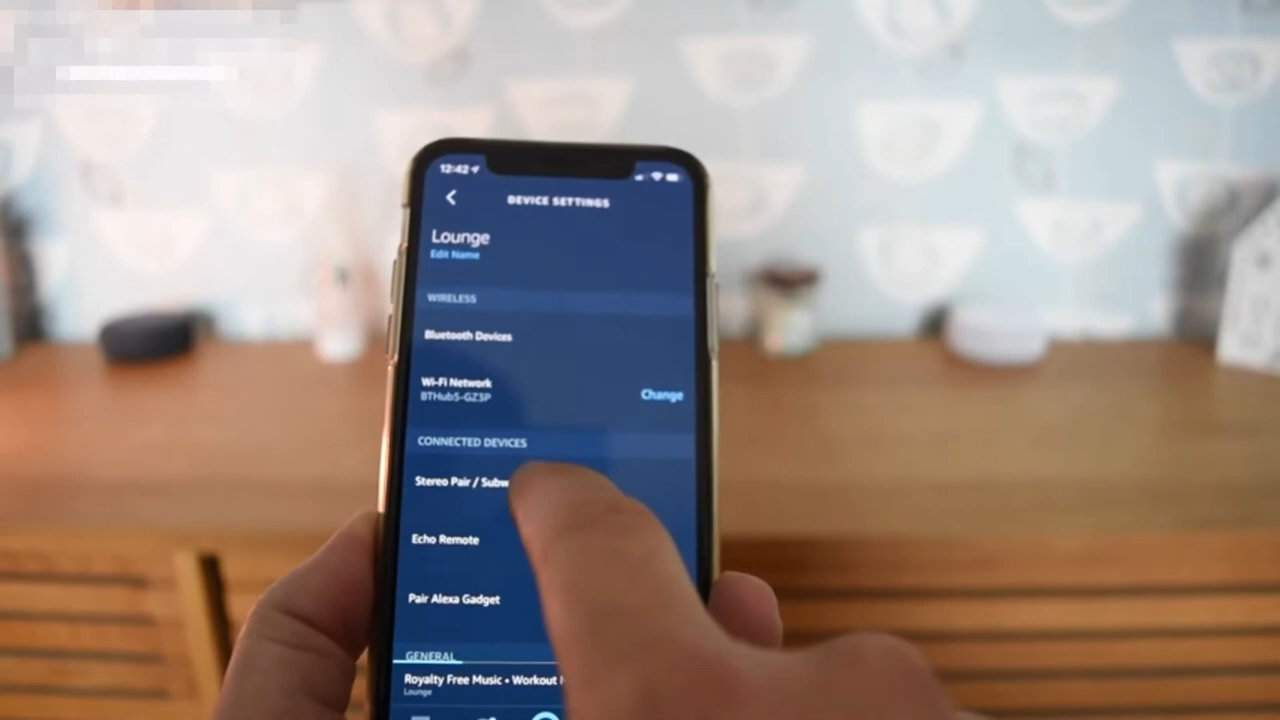 12:42
DEVICE SETTINGS
Lounge
Edit Name
WIRELESS
Bluetooth Devices
Wi-Fi Network
BTHub5-GZ3P
Change
CONNECTED DEVICES
Stereo Pair / Subw
Echo Remote
Pair Alexa Gadget
GENERAL
Royalty Free Music • Workout
Lounge